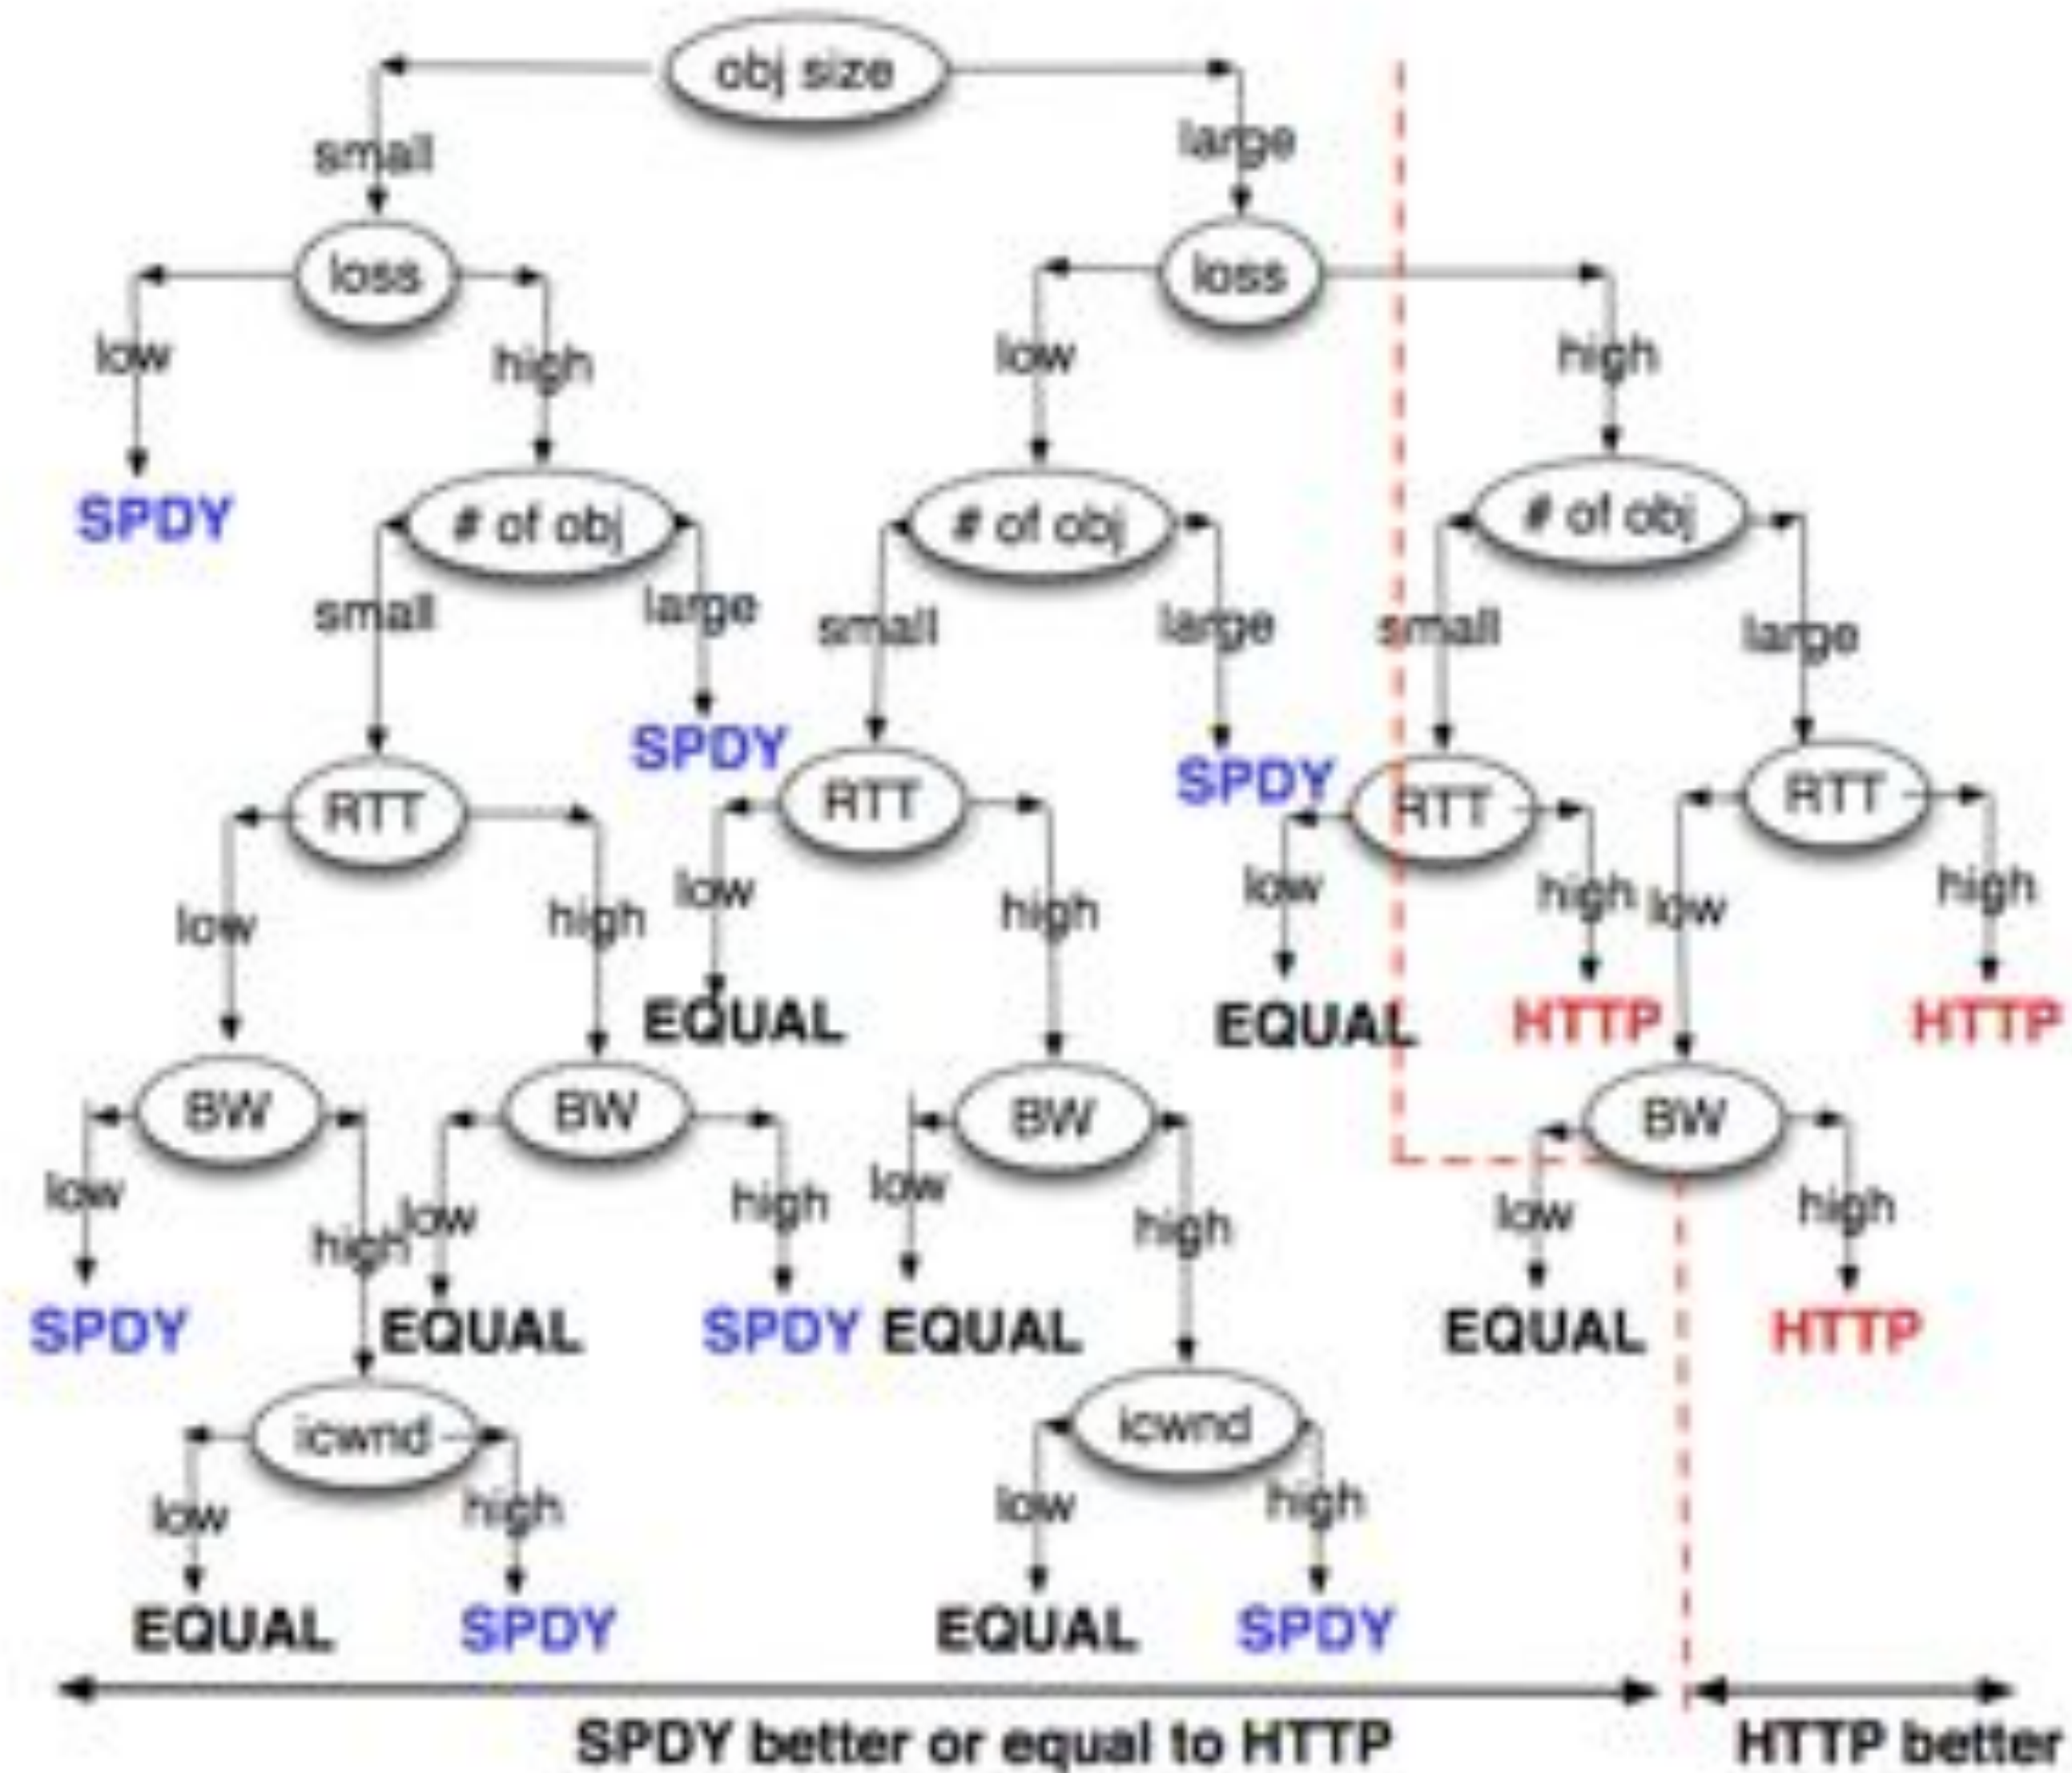 obj size
small
large
loss
loss
low
high
low
high
SPDY
# of obj
# of obj
# of obj
small
large
small
large
small
large
SPDY
SPDY
RTT
RTT
RTT
RTT
low
high
low
high
low
high
low
high
EQUAL
EQUAL
HTTP
HTTP
BW
BW
BW
BW
low
high
low
high
low
high
low
high
SPDY
EQUAL
SPDY
EQUAL
EQUAL
HTTP
icwnd
icwnd
low
high
low
high
EQUAL
SPDY
EQUAL
SPDY
SPDY better or equal to HTTP
HTTP better